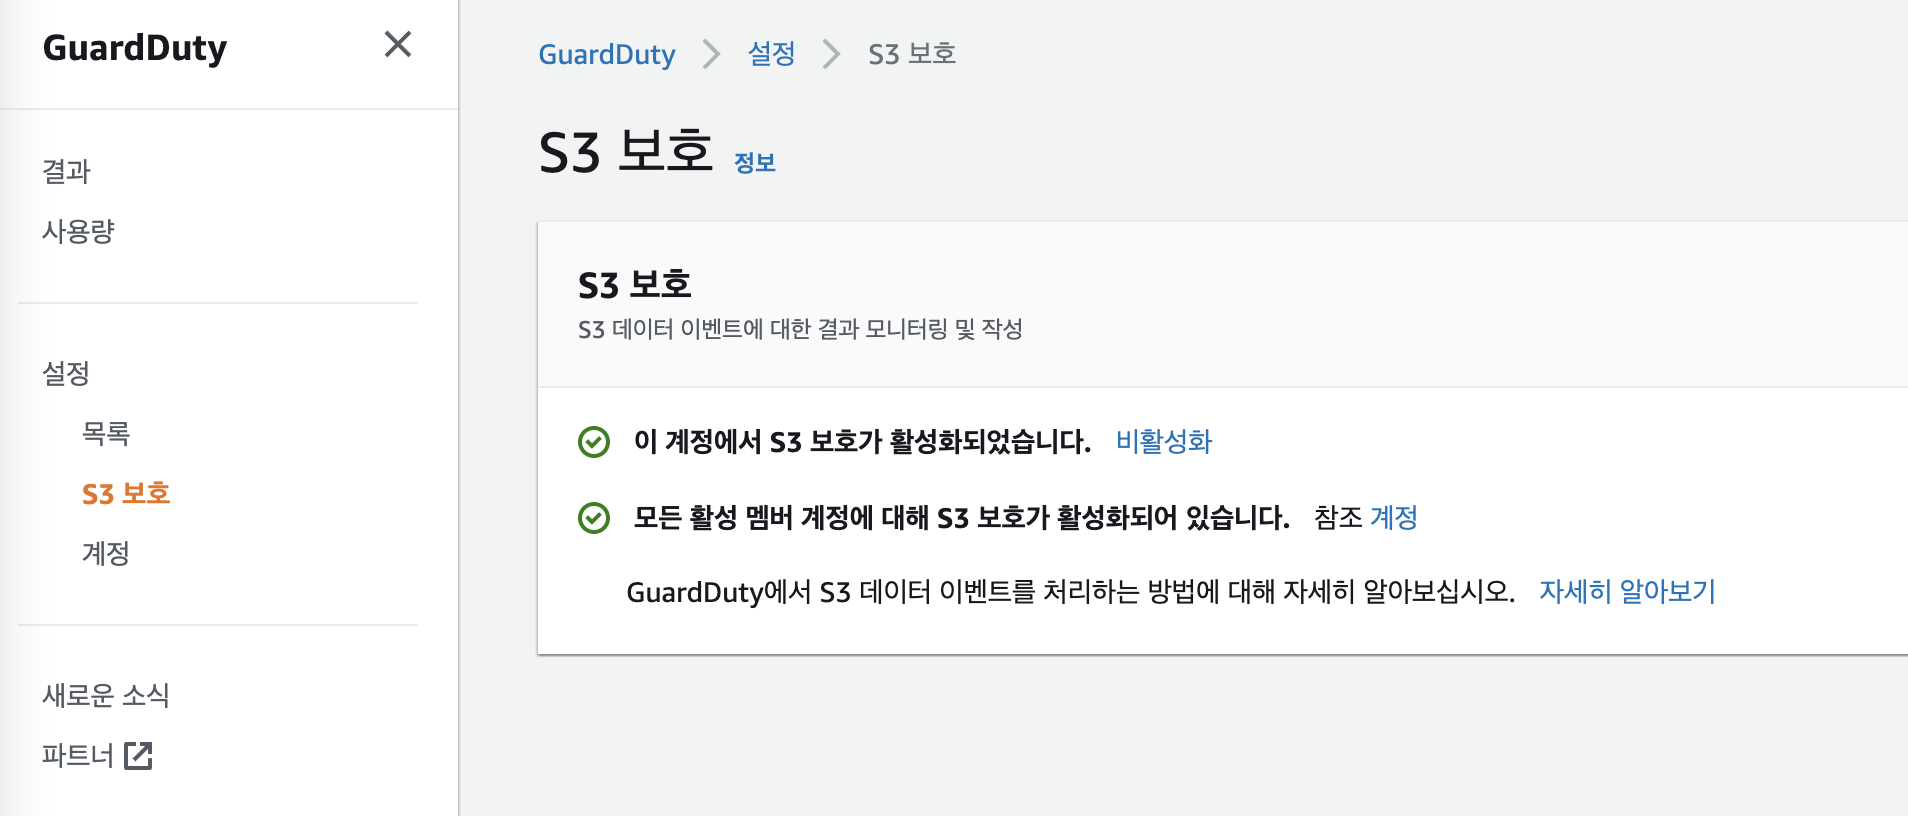 GuardDuty
결과
사용량
설정
목록
S3 보호
계정
새로운 소식
파트너
GuardDuty 설정 S3 보호
S3 보호 정보
S3 보호
S3 데이터 이벤트에 대한 결과 모니터링 및 작성
이 계정에서 S3 보호가 활성화되었습니다. 비활성화
모든 활성 멤버 계정에 대해 S3 보호가 활성화되어 있습니다. 참조 계정
GuardDuty에서 S3 데이터 이벤트를 처리하는 방법에 대해 자세히 알아보십시오. 자세히 알아보기